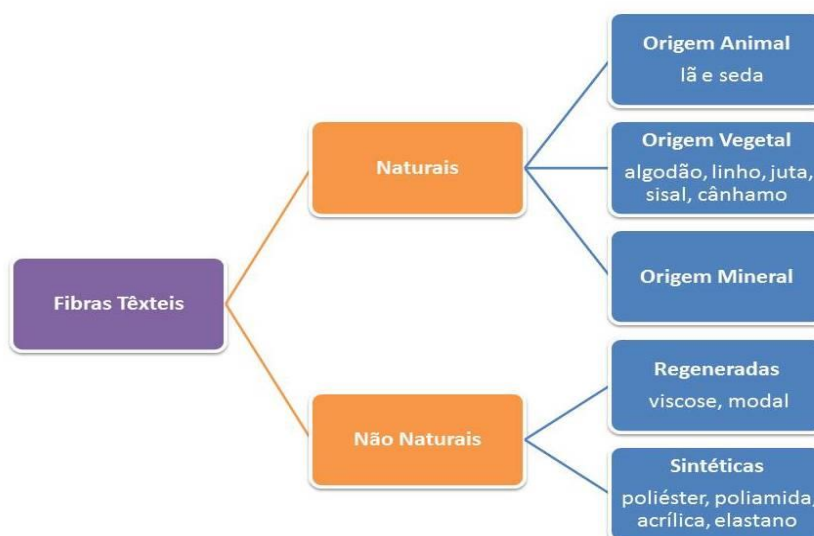 Origem Animal
lã e seda
Origem Vegetal
algodão, linho, juta,
sisal, cânhamo
Naturais
Origem Mineral
Fibras Têxteis
Regeneradas
viscose, modal
Não Naturais
Sintéticas
poliéster, poliamida,
acrílica, elastano